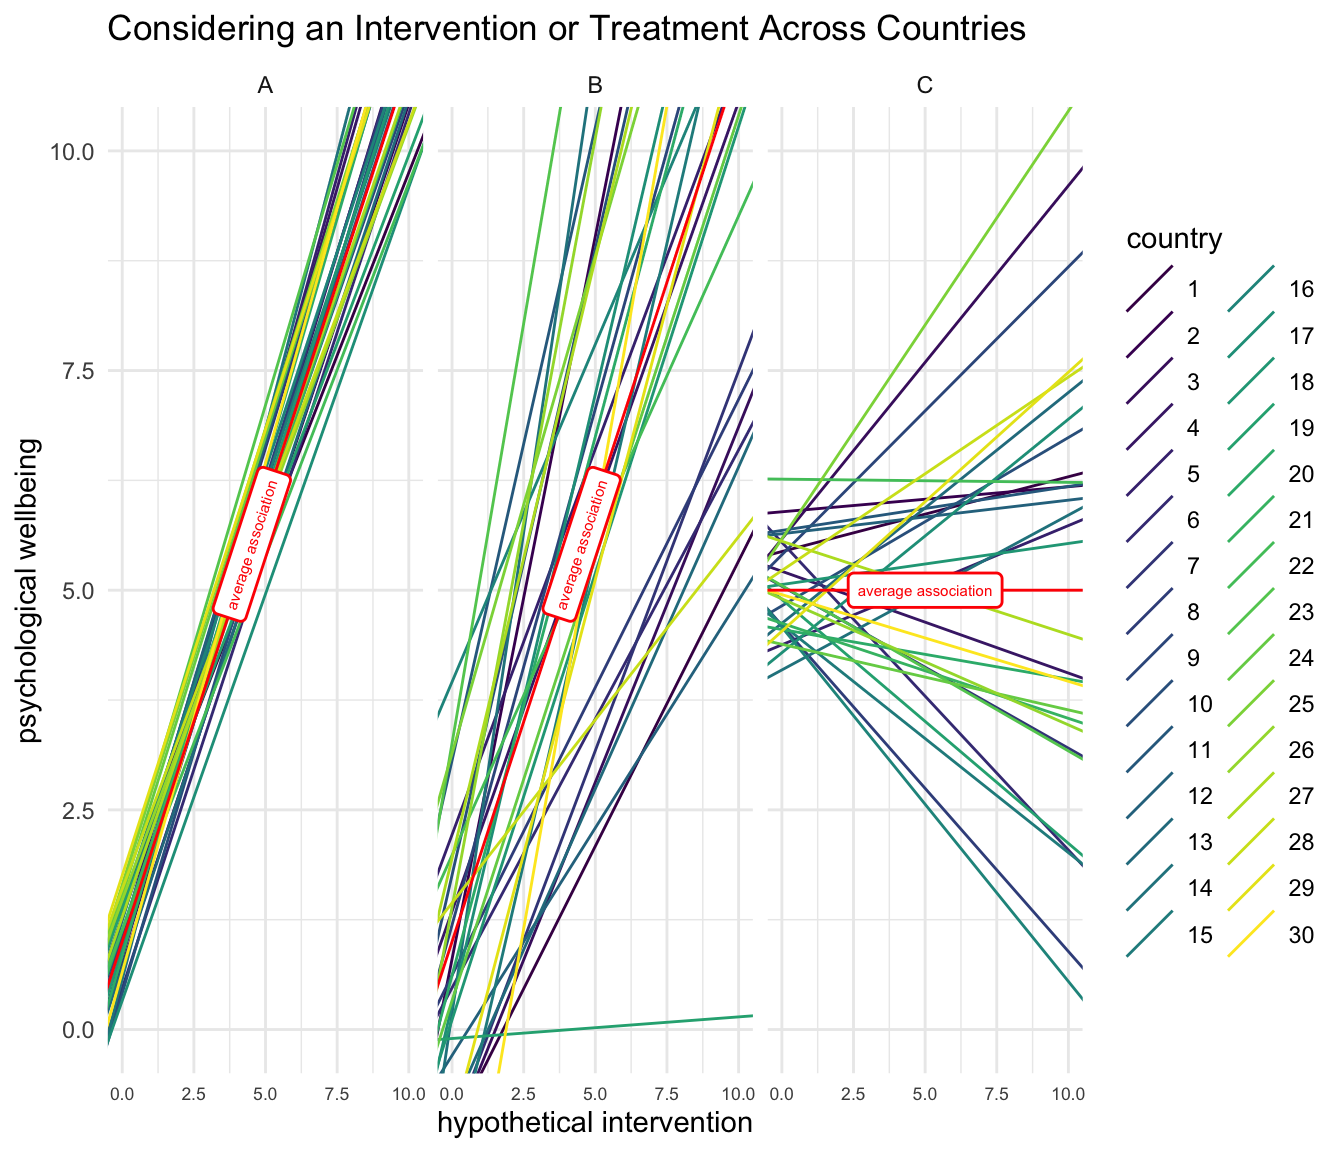 Considering an Intervention or Treatment Across Countries
A
B
C
psychological wellbeing
10.0
7.5
5.0
2.5
0.0
average association
average association
average association
0.0 2.5 5.0 7.5 10.0
0.0 2.5 5.0 7.5 10.0
0.0 2.5 5.0 7.5 10.0
hypothetical intervention
country
1
2
3
4
5
6
7
8
9
10
11
12
13
14
15
16
17
18
19
20
21
22
23
24
25
26
27
28
29
30